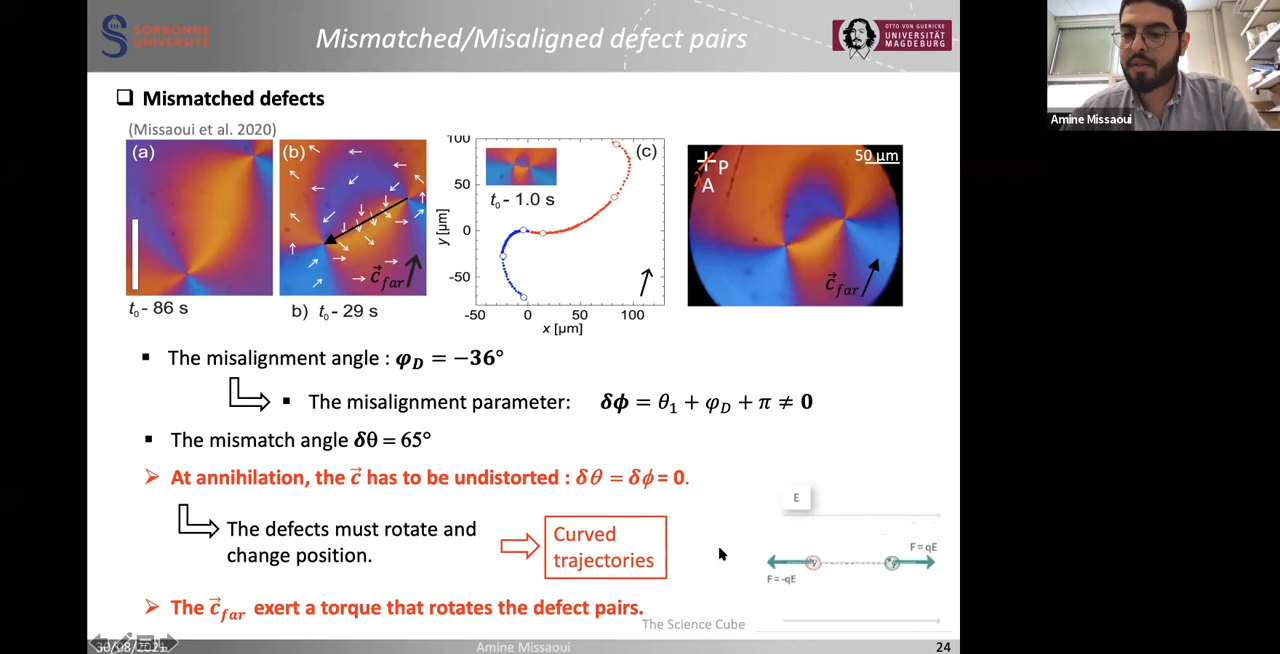 SORBONNE
UNIVERSITÉ
Mismatched/Misaligned defect pairs
OTTO VON GUERICKE
UNIVERSITÄT
MAGDEBURG
Amine Missaoui
❑ Mismatched defects
(Missaoui et al. 2020)
(a)
t₀- 86 s
(b)
c⃗far
b) t₀- 29 s
(c)
t₀ - 1.0 s
100
50
0
-50
y [µm]
-50 0 50 100
x [µm]
P
A
50 µm
c⃗far
▪ The misalignment angle : φD = −36°
▪ The misalignment parameter: δϕ = θ₁ + φD + π ≠ 0
▪ The mismatch angle δθ = 65°
➢ At annihilation, the c⃗ has to be undistorted : δθ = δϕ = 0.
The defects must rotate and
change position.
Curved
trajectories
➢ The c⃗far exert a torque that rotates the defect pairs.
E
F=qE
F=-qE
The Science Cube
30/08/2021
Amine Missaoui
24